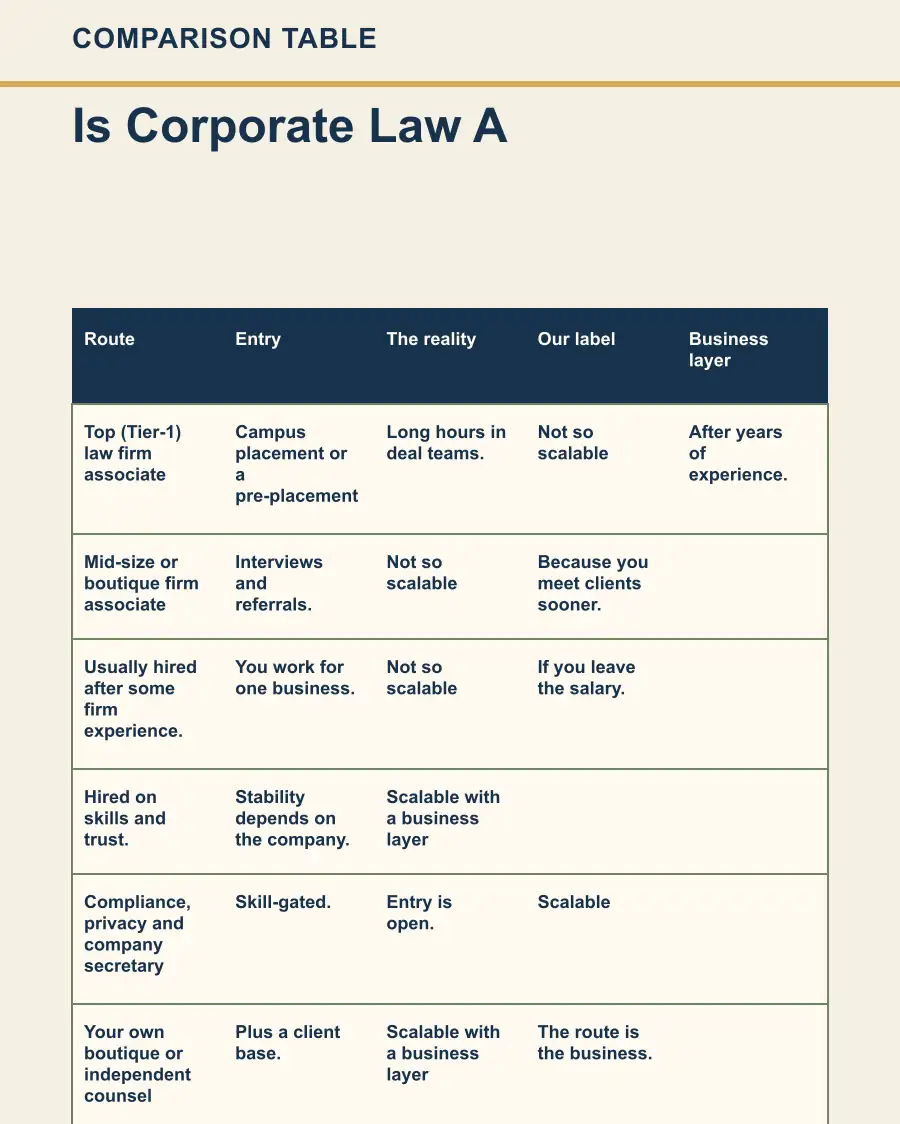 COMPARISON TABLE
Is Corporate Law A
Route
Entry
The reality
Our label
Business
layer
Top (Tier-1)
law firm
associate
Campus
placement or
a
pre-placement
Long hours in
deal teams.
Not so
scalable
After years
of
experience.
Mid-size or
boutique firm
associate
Interviews
and
referrals.
Not so
scalable
Because you
meet clients
sooner.
Usually hired
after some
firm
experience.
You work for
one business.
Not so
scalable
If you leave
the salary.
Hired on
skills and
trust.
Stability
depends on
the company.
Scalable with
a business
layer
Compliance,
privacy and
company
secretary
Skill-gated.
Entry is
open.
Scalable
Your own
boutique or
independent
counsel
Plus a client
base.
Scalable with
a business
layer
The route is
the business.